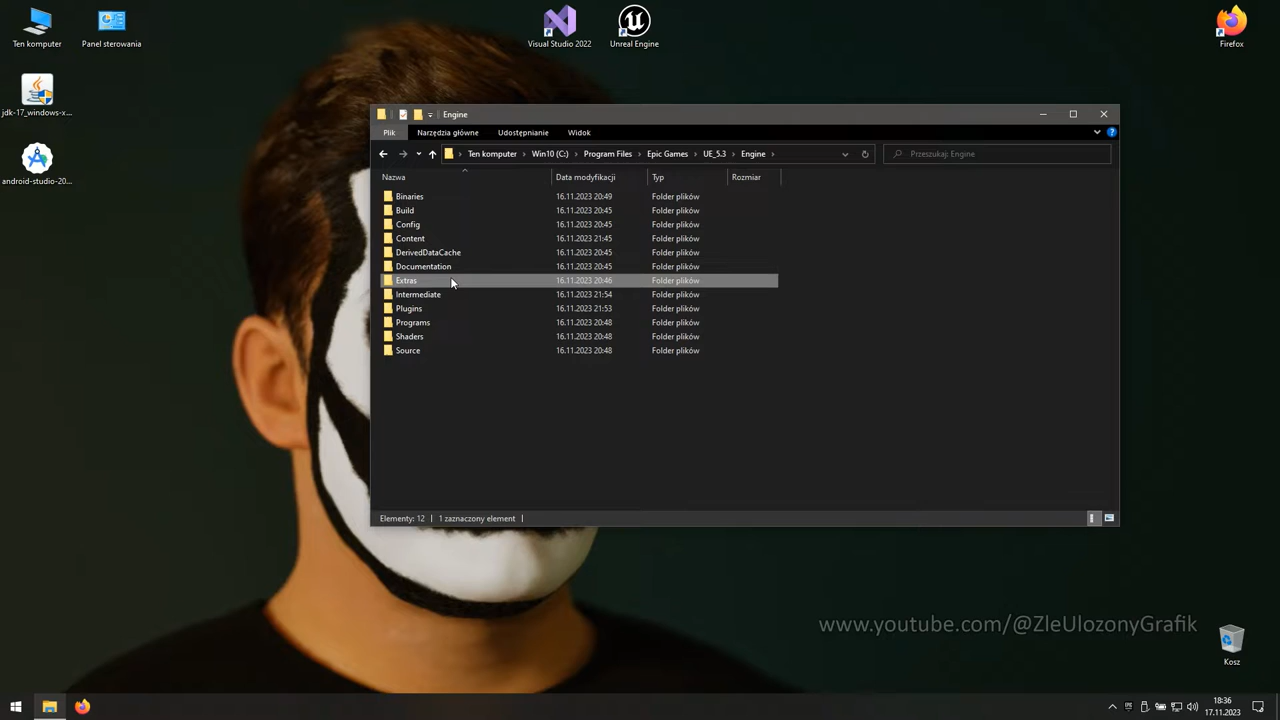 Ten komputer
Panel sterowania
Visual Studio 2022
Unreal Engine
Firefox
jdk-17_windows-x...
android-studio-20...
Engine
Plik
Narzędzia główne
Udostępnianie
Widok
Ten komputer > Win10 (C:) > Program Files > Epic Games > UE_5.3 > Engine >
Przeszukaj: Engine
Nazwa Data modyfikacji Typ Rozmiar
Binaries 16.11.2023 20:49 Folder plików
Build 16.11.2023 20:45 Folder plików
Config 16.11.2023 20:45 Folder plików
Content 16.11.2023 21:45 Folder plików
DerivedDataCache 16.11.2023 20:45 Folder plików
Documentation 16.11.2023 20:45 Folder plików
Extras 16.11.2023 20:46 Folder plików
Intermediate 16.11.2023 21:54 Folder plików
Plugins 16.11.2023 21:53 Folder plików
Programs 16.11.2023 20:48 Folder plików
Shaders 16.11.2023 20:48 Folder plików
Source 16.11.2023 20:48 Folder plików
Elementy: 12 1 zaznaczony element
www.youtube.com/@ZleUlozonyGrafik
Kosz
18:36
17.11.2023